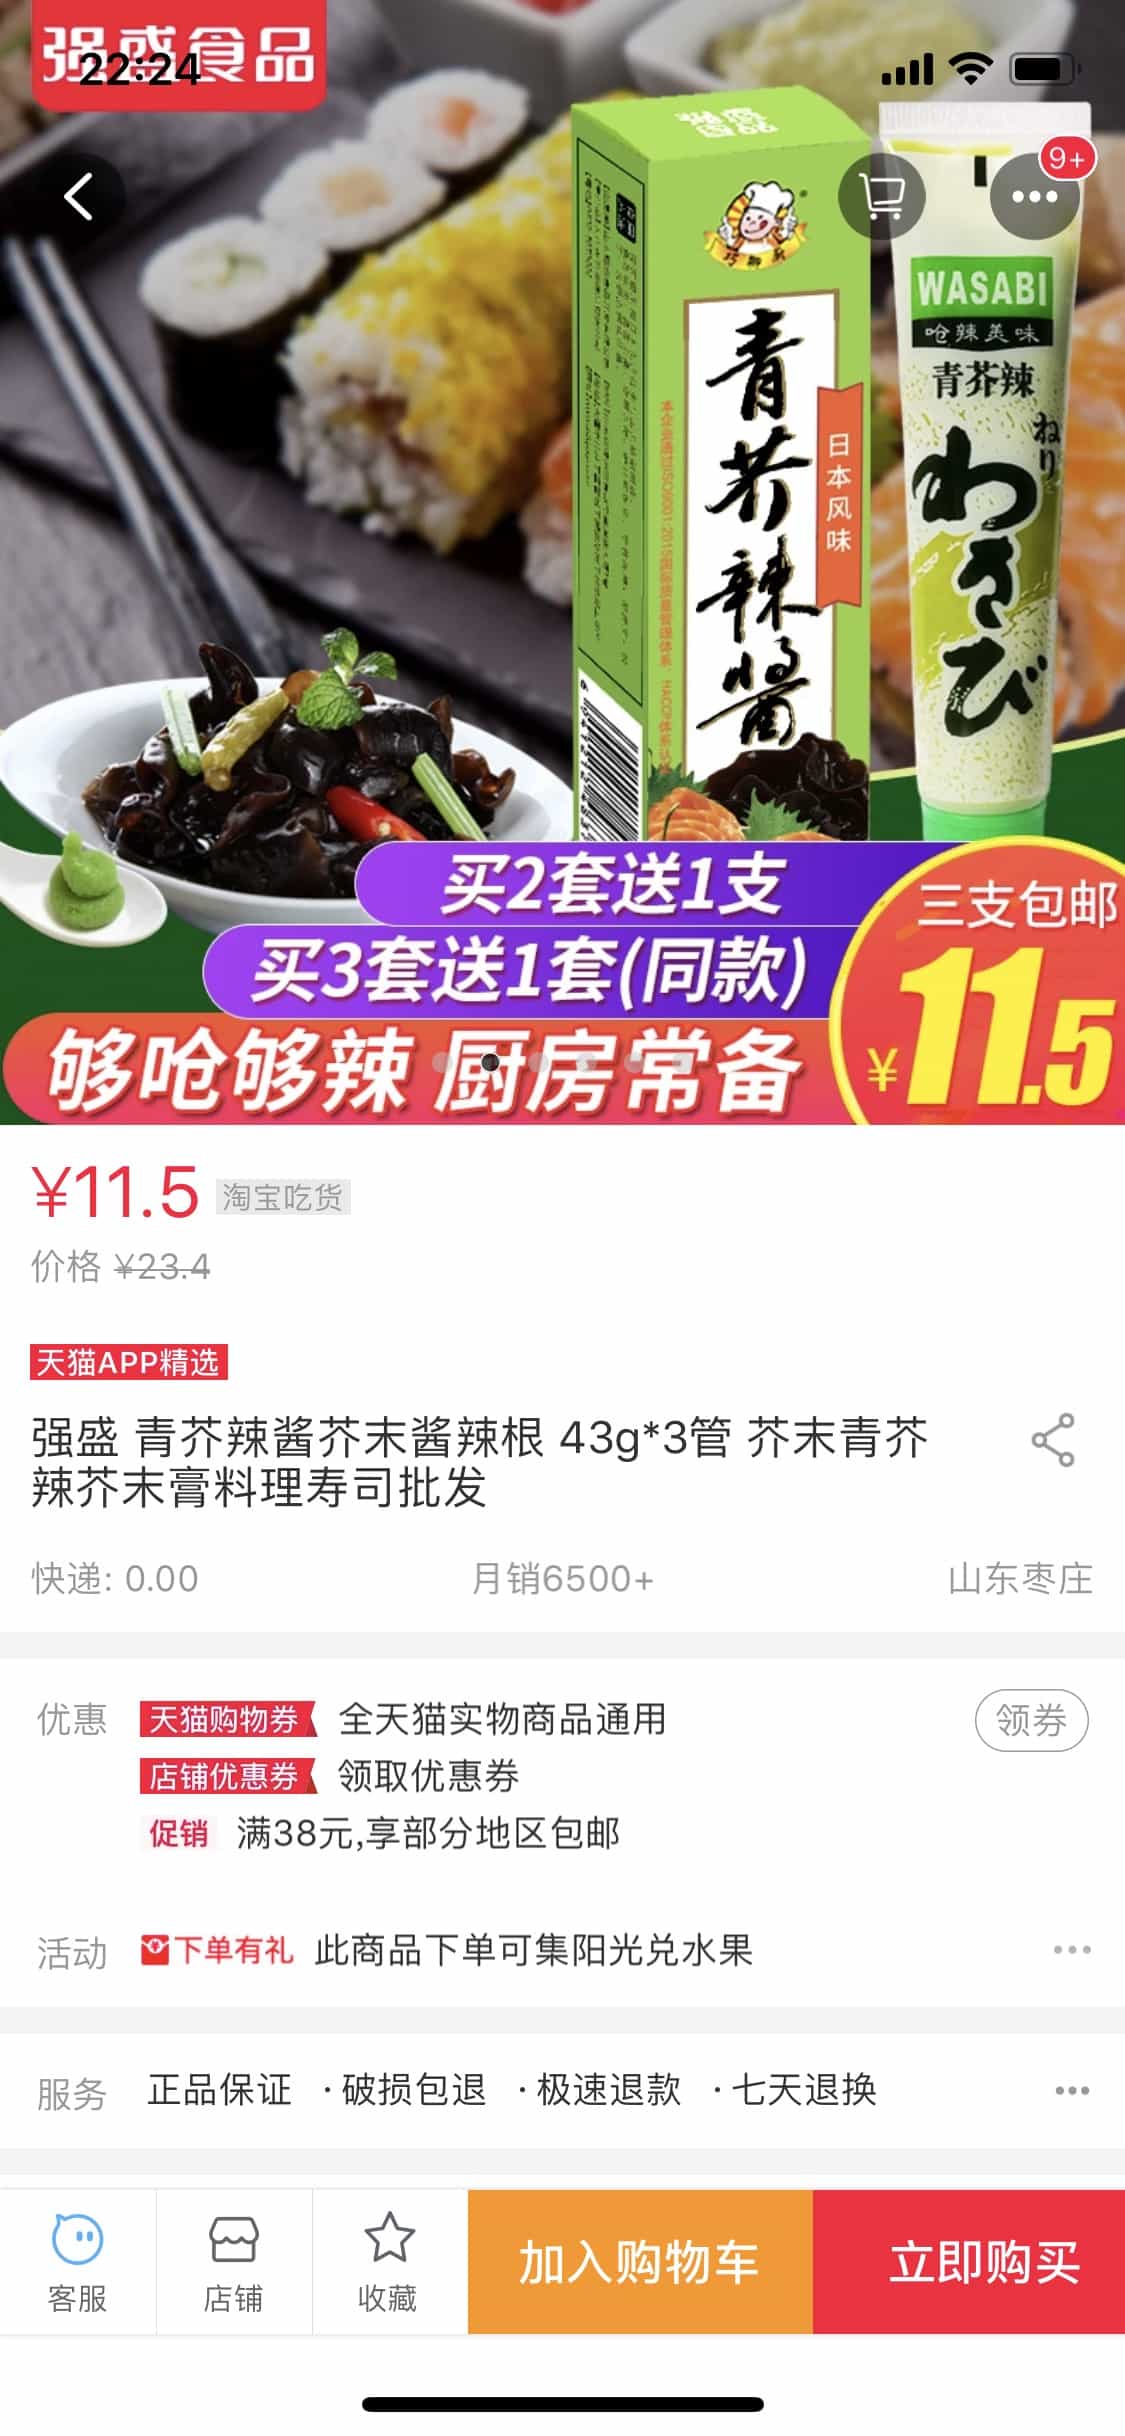 强盛食品
22:24
9+
WASABI
呛辣美味
青芥辣
ねり
わさび
青芥辣酱
日本风味
巧厨
买2套送1支
买3套送1套(同款)
够呛够辣 厨房常备
三支包邮
¥11.5
¥11.5 淘宝吃货
价格 ¥23.4
天猫APP精选
强盛 青芥辣酱芥末酱辣根 43g*3管 芥末青芥
辣芥末膏料理寿司批发
快递: 0.00 月销6500+ 山东枣庄
优惠 天猫购物券 全天猫实物商品通用 领券
店铺优惠券 领取优惠券
促销 满38元,享部分地区包邮
活动 下单有礼 此商品下单可集阳光兑水果
服务 正品保证 · 破损包退 · 极速退款 · 七天退换
客服 店铺 收藏 加入购物车 立即购买